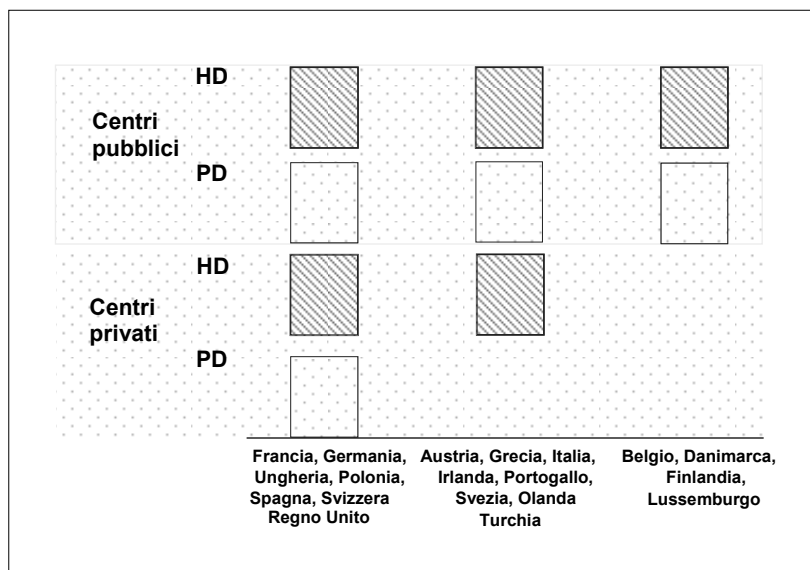 HD
Centri
pubblici
PD
HD
Centri
privati
PD
Francia, Germania,
Ungheria, Polonia,
Spagna, Svizzera
Regno Unito
Austria, Grecia, Italia,
Irlanda, Portogallo,
Svezia, Olanda
Turchia
Belgio, Danimarca,
Finlandia,
Lussemburgo